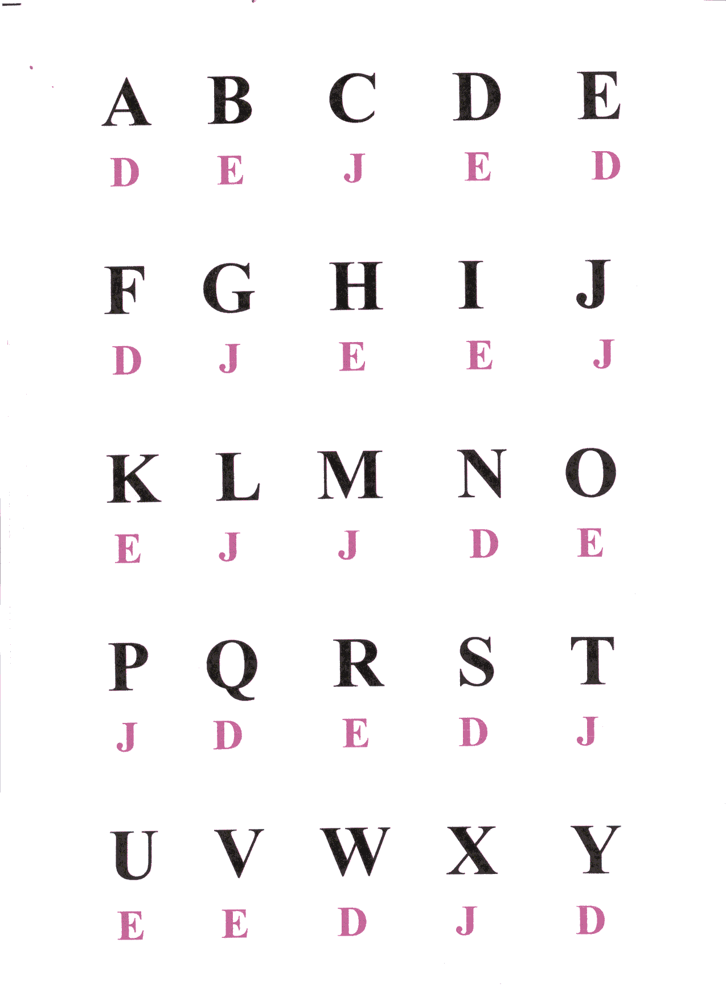 A B C D E
D E J E D
F G H I J
D J E E J
K L M N O
E J J D E
P Q R S T
J D E D J
U V W X Y
E E D J D